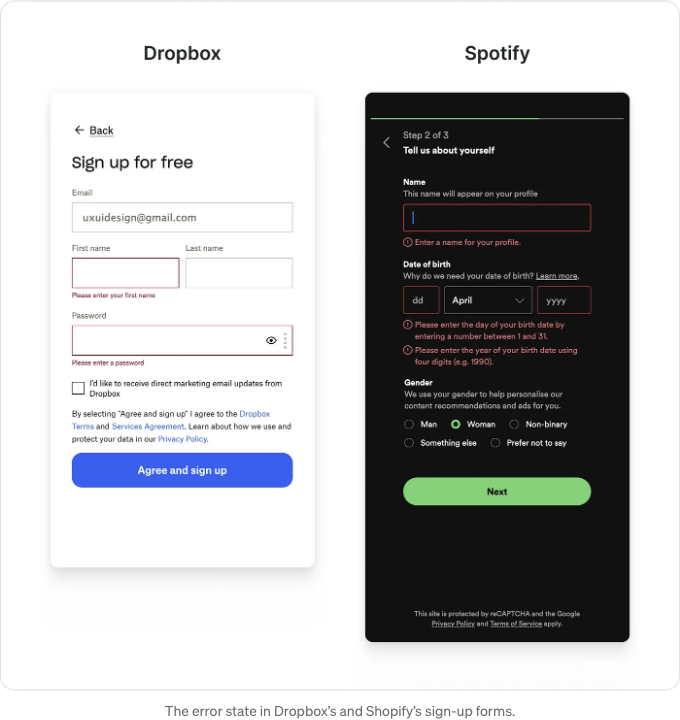 Dropbox
Back
Sign up for free
Email
uxuidesign@gmail.com
First name
Last name
Please enter your first name
Password
Please enter a password
I'd like to receive direct marketing email updates from
Dropbox
By selecting "Agree and sign up" I agree to the Dropbox
Terms and Services Agreement. Learn about how we use and
protect your data in our Privacy Policy.
Agree and sign up
Spotify
Step 2 of 3
Tell us about yourself
Name
This name will appear on your profile
Enter a name for your profile.
Date of birth
Why do we need your date of birth? Learn more.
dd
April
yyyy
Please enter the day of your birth date by
entering a number between 1 and 31.
Please enter the year of your birth date using
four digits (e.g. 1990).
Gender
We use your gender to help personalise our
content recommendations and ads for you.
Man
Woman
Non-binary
Something else
Prefer not to say
Next
This site is protected by reCAPTCHA and the Google
Privacy Policy and Terms of Service apply.
The error state in Dropbox's and Shopify's sign-up forms.